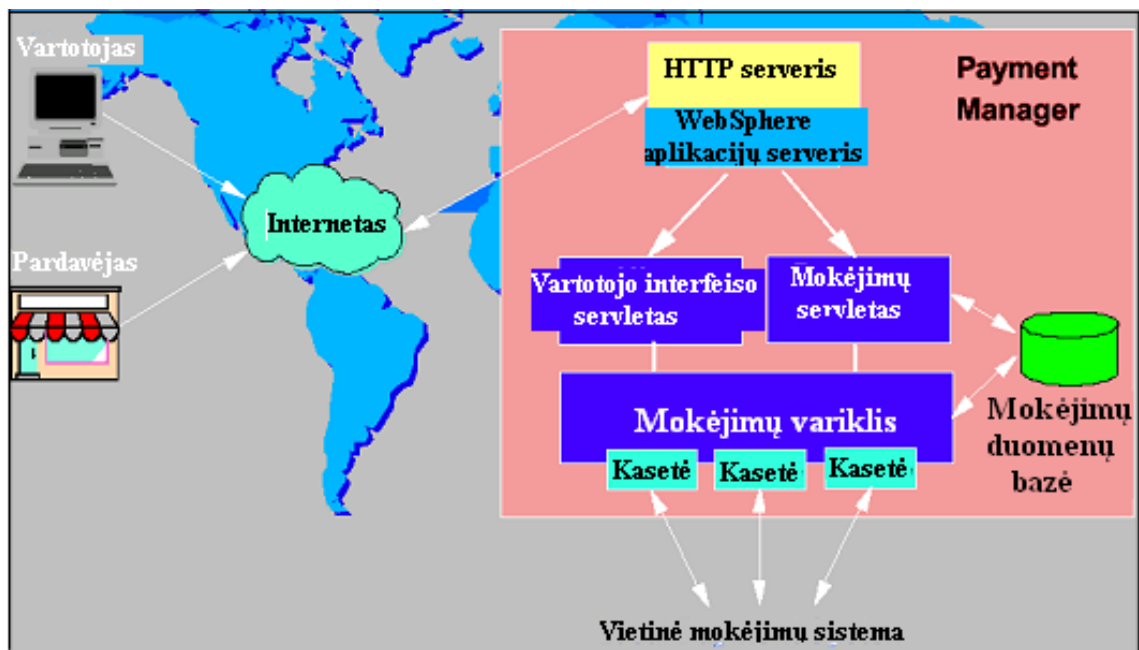 Vartotojas
Pardavėjas
Internetas
Payment
Manager
HTTP serveris
WebSphere
aplikacijų serveris
Vartotojo interfeiso
servletas
Mokėjimų
servletas
Mokėjimų variklis
Kasetė
Kasetė
Kasetė
Mokėjimų
duomenų
bazė
Vietinė mokėjimų sistema